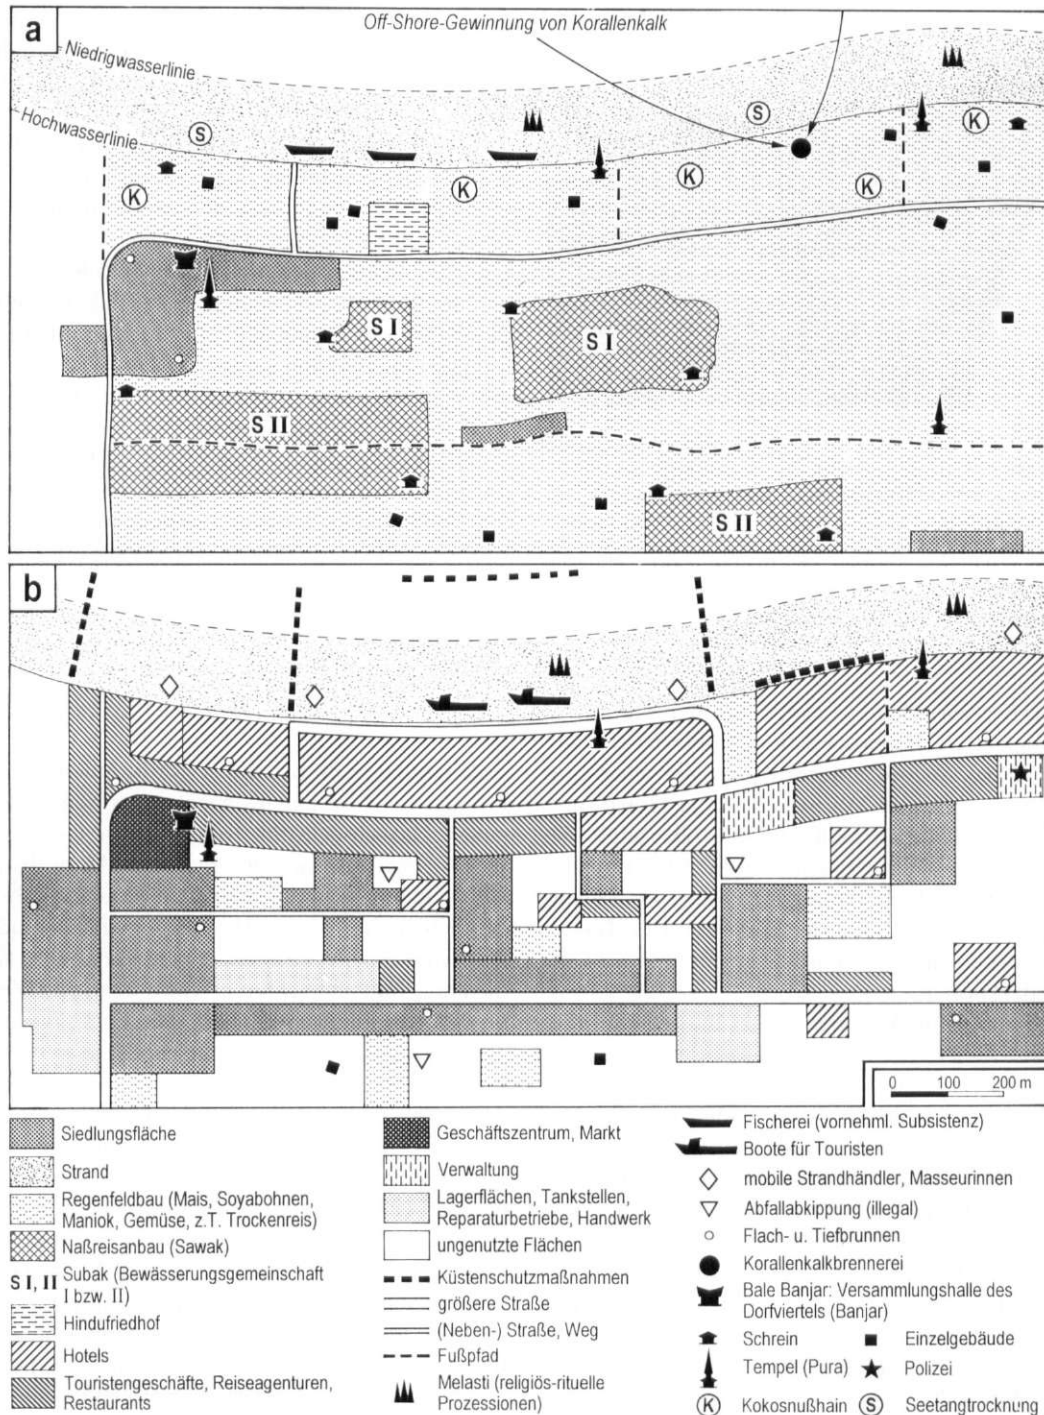 a
Off-Shore-Gewinnung von Korallenkalk
Niedrigwasserlinie
Hochwasserlinie
S
S
K
K
K
K
K
S I
S I
S II
S II
b
0 100 200 m
Siedlungsfläche
Strand
Regenfeldbau (Mais, Soyabohnen,
Maniok, Gemüse, z.T. Trockenreis)
Naßreisanbau (Sawak)
S I, II Subak (Bewässerungsgemeinschaft
I bzw. II)
Hindufriedhof
Hotels
Touristengeschäfte, Reiseagenturen,
Restaurants
Geschäftszentrum, Markt
Verwaltung
Lagerflächen, Tankstellen,
Reparaturbetriebe, Handwerk
ungenutzte Flächen
Küstenschutzmaßnahmen
größere Straße
(Neben-) Straße, Weg
Fußpfad
Melasti (religiös-rituelle
Prozessionen)
Fischerei (vornehml. Subsistenz)
Boote für Touristen
mobile Strandhändler, Masseurinnen
Abfallabkippung (illegal)
Flach- u. Tiefbrunnen
Korallenkalkbrennerei
Bale Banjar: Versammlungshalle des
Dorfviertels (Banjar)
Schrein
Einzelgebäude
Tempel (Pura)
Polizei
K Kokosnußhain
S Seetangtrocknung